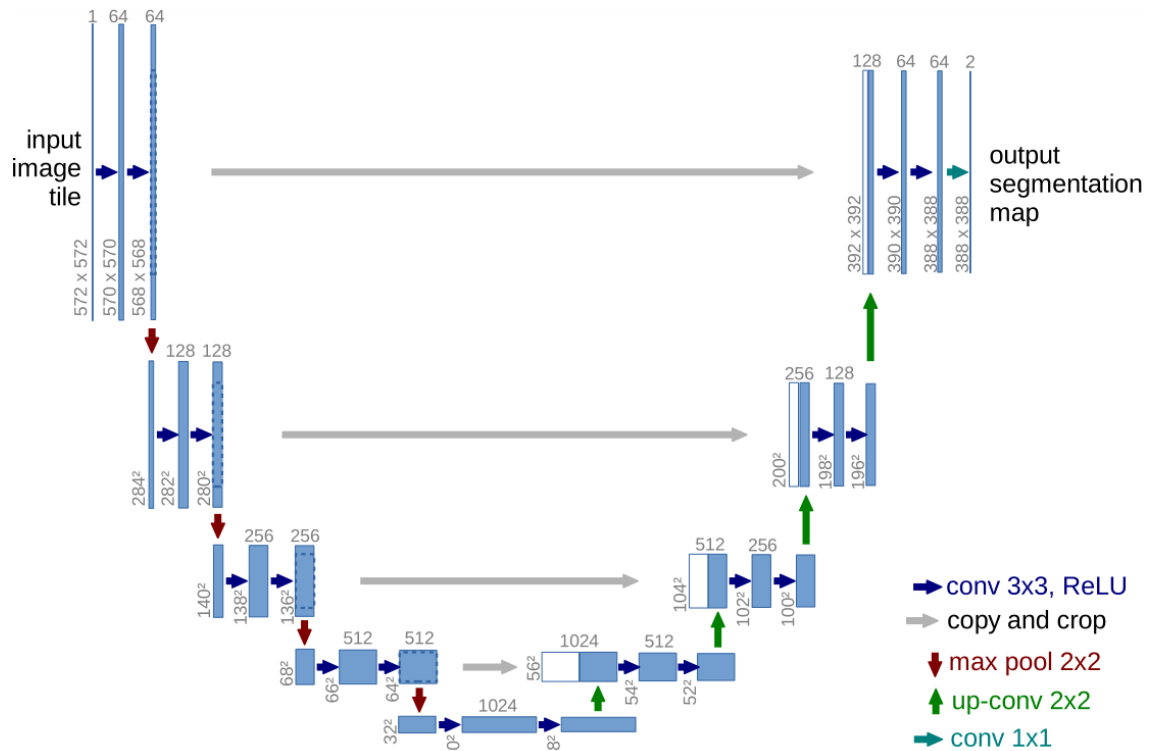 1 64 64
input
image
tile
572 x 572
570 x 570
568 x 568
128 64 64 2
output
segmentation
map
392 x 392
390 x 390
388 x 388
388 x 388
128 128
284²
282²
280²
256 128
200²
198²
196²
256 256
140²
138²
136²
512 256
104²
102²
100²
512 512
68²
66²
64²
1024 512
56²
54²
52²
1024
32²
0²
8²
conv 3x3, ReLU
copy and crop
max pool 2x2
up-conv 2x2
conv 1x1